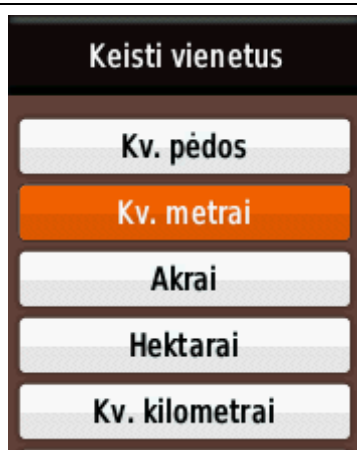 Keisti vienetus
Kv. pėdos
Kv. metrai
Akrai
Hektarai
Kv. kilometrai